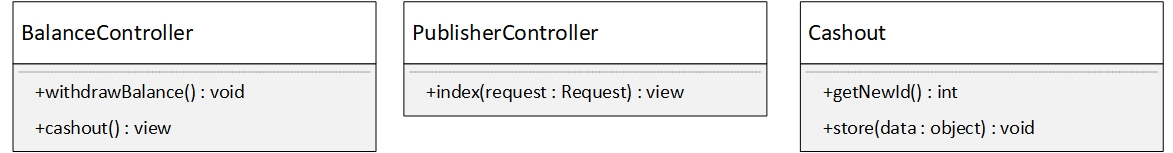 BalanceController
+withdrawBalance() : void
+cashout() : view
PublisherController
+index(request : Request) : view
Cashout
+getNewId() : int
+store(data : object) : void